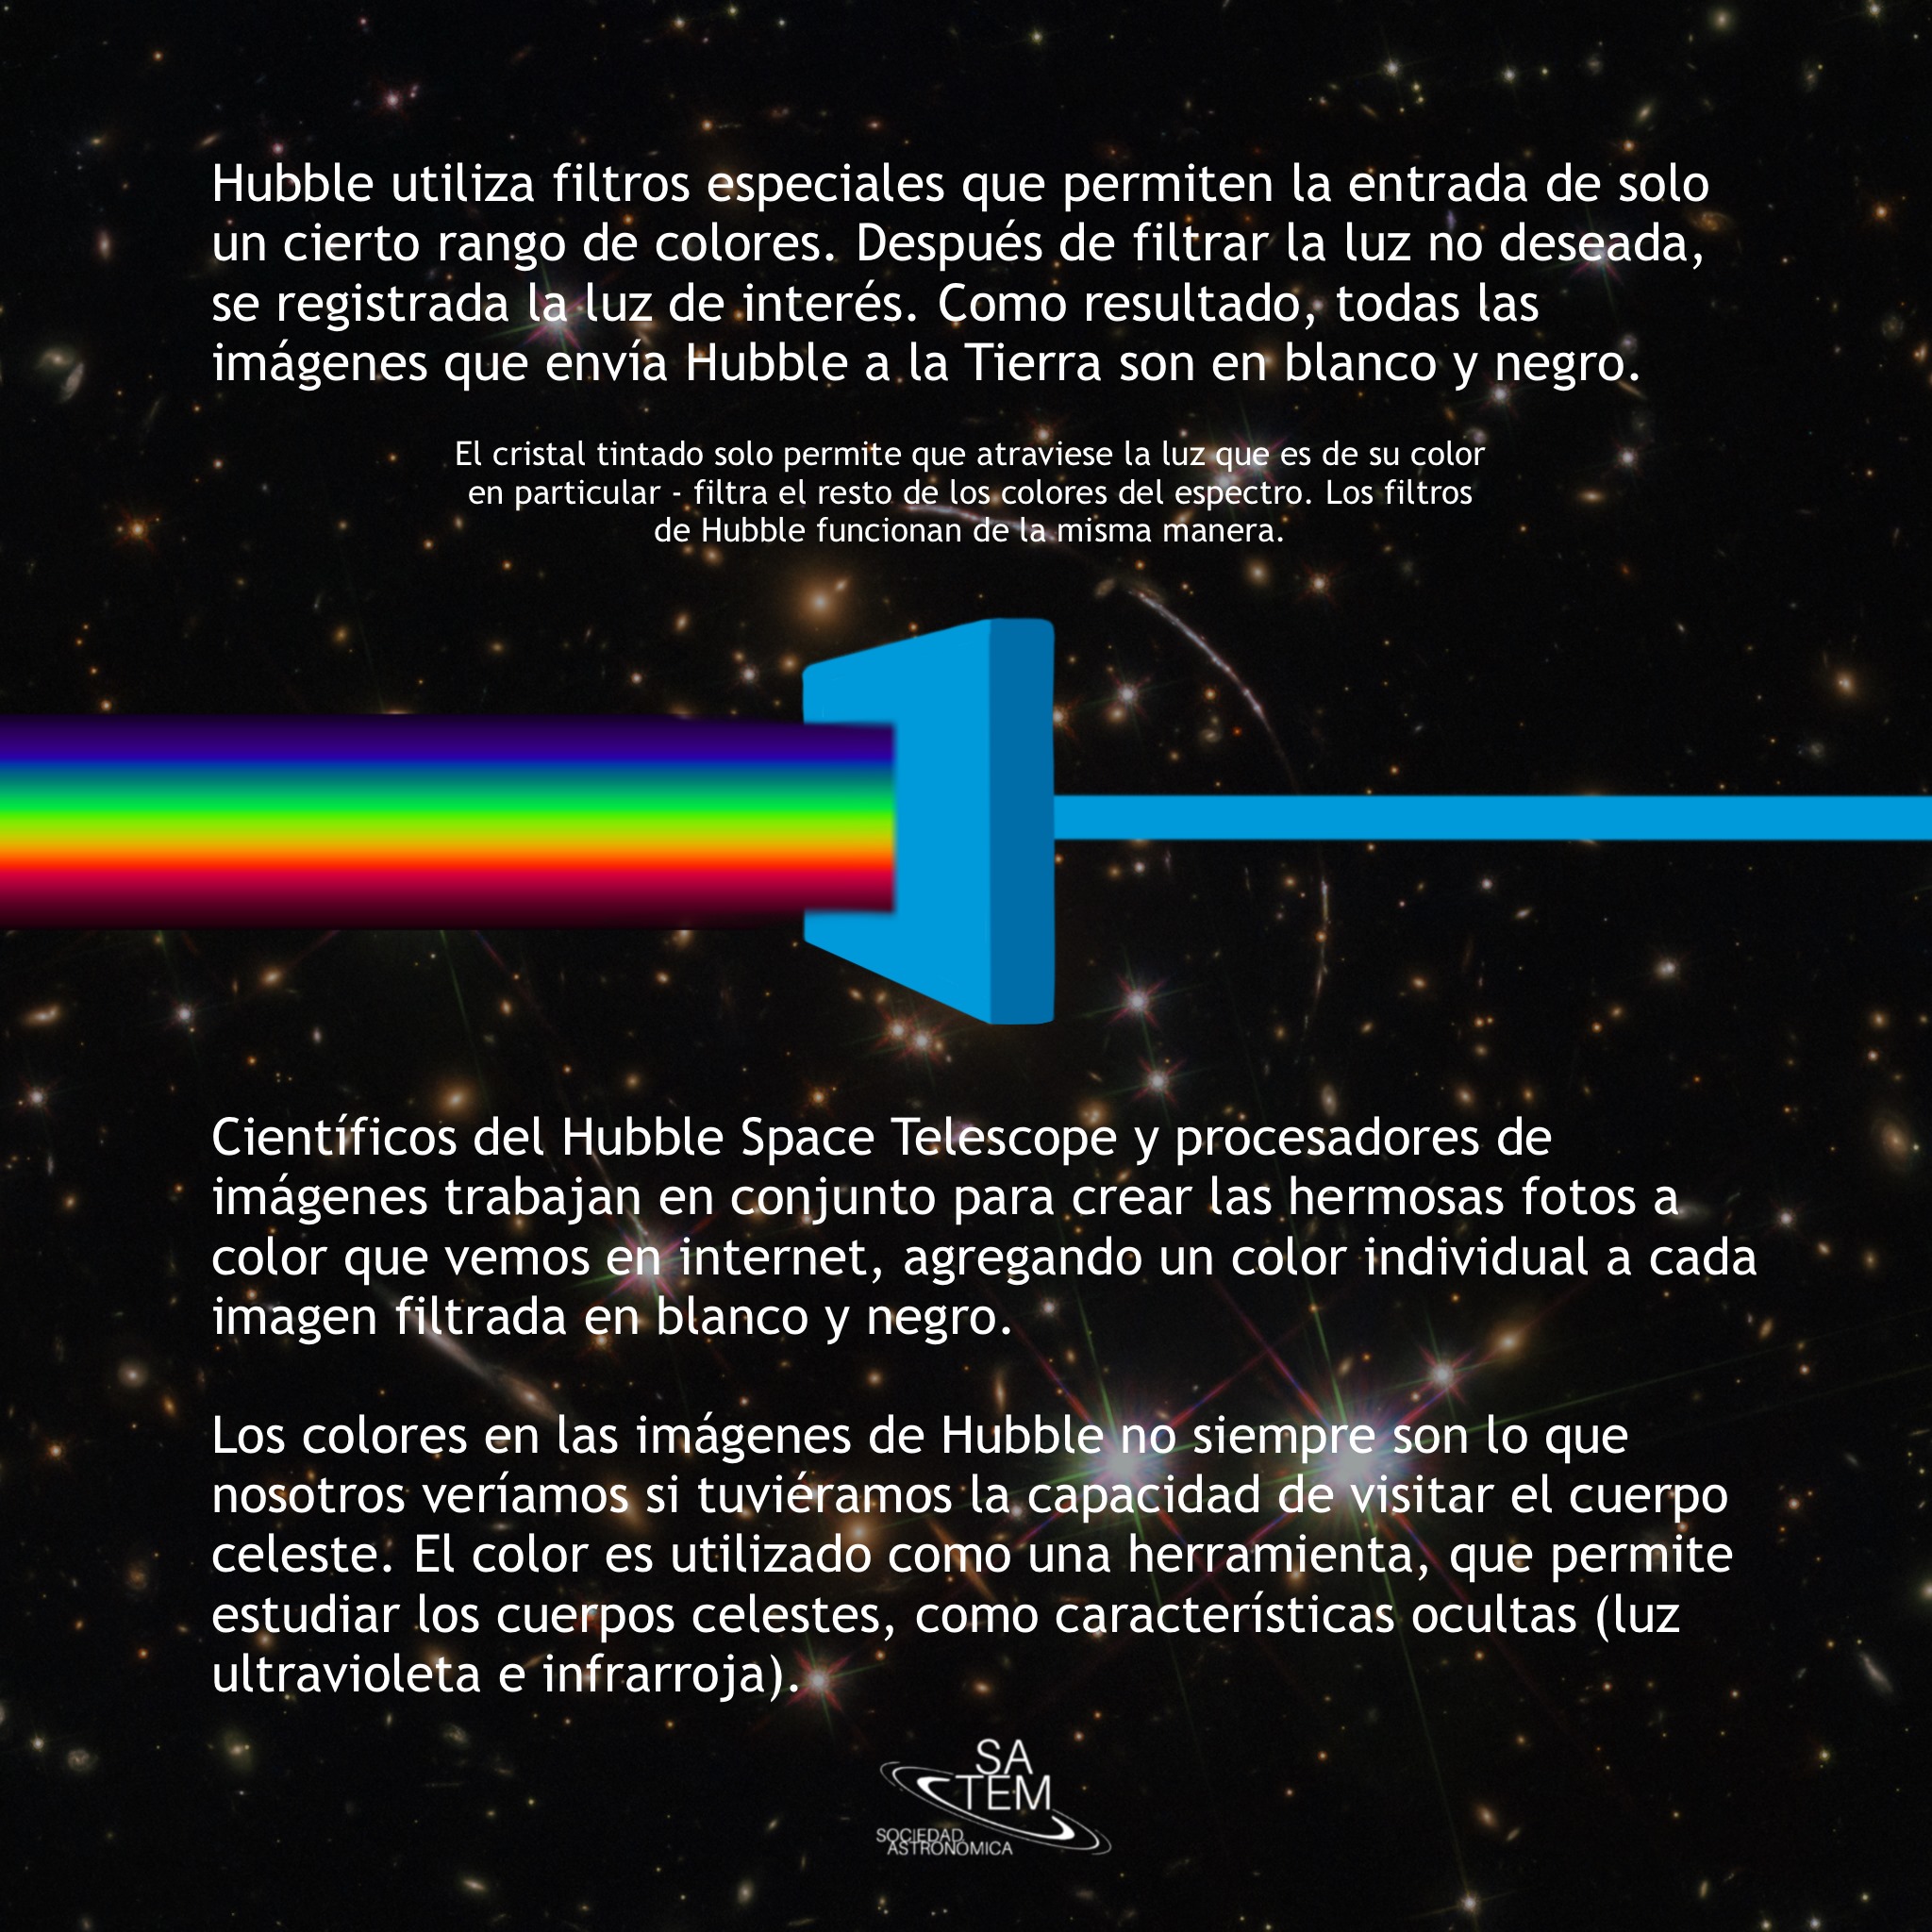 Hubble utiliza filtros especiales que permiten la entrada de solo
un cierto rango de colores. Después de filtrar la luz no deseada,
se registrada la luz de interés. Como resultado, todas las
imágenes que envía Hubble a la Tierra son en blanco y negro.
El cristal tintado solo permite que atraviese la luz que es de su color
en particular - filtra el resto de los colores del espectro. Los filtros
de Hubble funcionan de la misma manera.
Científicos del Hubble Space Telescope y procesadores de
imágenes trabajan en conjunto para crear las hermosas fotos a
color que vemos en internet, agregando un color individual a cada
imagen filtrada en blanco y negro.
Los colores en las imágenes de Hubble no siempre son lo que
nosotros veríamos si tuviéramos la capacidad de visitar el cuerpo
celeste. El color es utilizado como una herramienta, que permite
estudiar los cuerpos celestes, como características ocultas (luz
ultravioleta e infrarroja).
SA
TEM
SOCIEDAD
ASTRONÓMICA